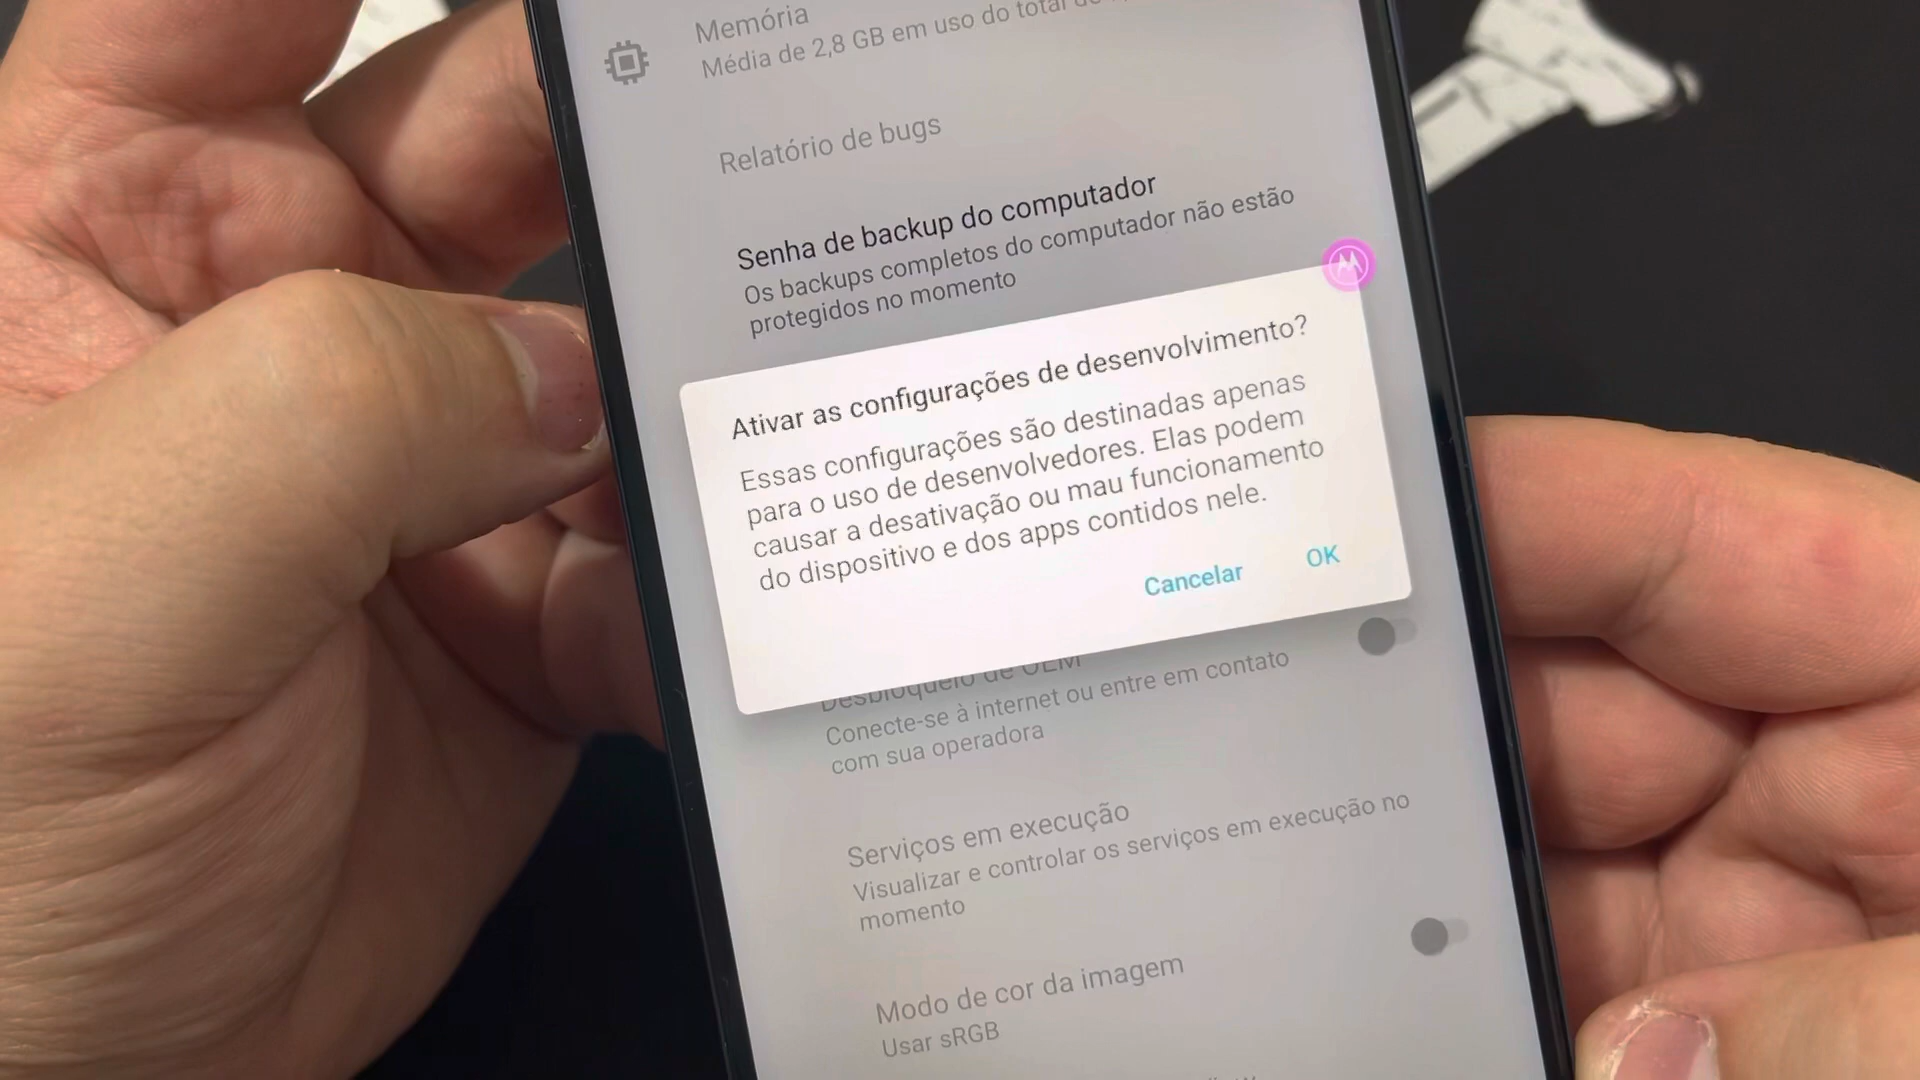 Memória
Média de 2,8 GB em uso do total de
Relatório de bugs
Senha de backup do computador
Os backups completos do computador não estão
protegidos no momento
Ativar as configurações de desenvolvimento?
Essas configurações são destinadas apenas
para o uso de desenvolvedores. Elas podem
causar a desativação ou mau funcionamento
do dispositivo e dos apps contidos nele.
Cancelar OK
Desbloqueio de OEM
Conecte-se à internet ou entre em contato
com sua operadora
Serviços em execução
Visualizar e controlar os serviços em execução no
momento
Modo de cor da imagem
Usar sRGB